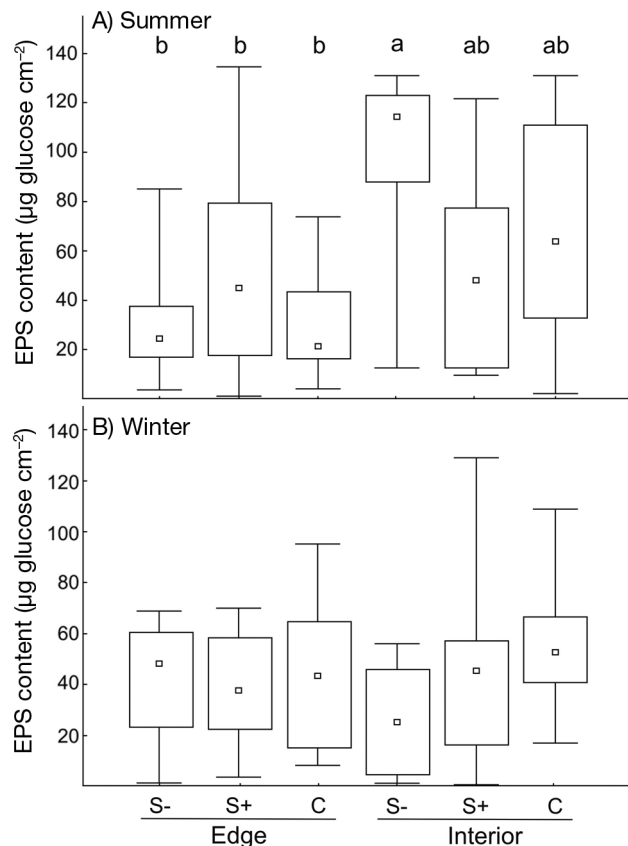 A) Summer
b b b a ab ab
140
120
100
80
60
40
20
EPS content (µg glucose cm⁻²)
B) Winter
140
120
100
80
60
40
20
EPS content (µg glucose cm⁻²)
S- S+ C S- S+ C
Edge Interior